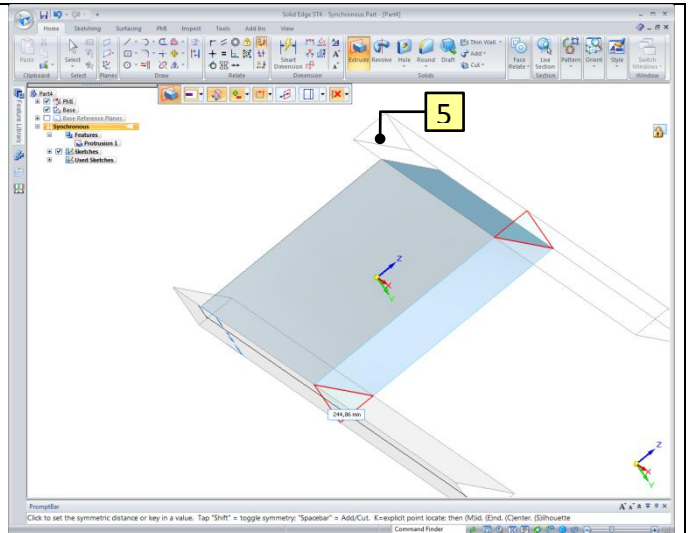 Solid Edge ST4 - Synchronous Part - [Part4]
Home Sketching Surfacing PMI Inspect Tools Add Ins View
Paste Select Smart Dimension Extrude Revolve Hole Round Draft Thin Wall Add Cut Face Relate Live Section Pattern Orient Style Switch Windows
Clipboard Select Planes Draw Relate Dimension Solids Section Window
Feature Library
Part4
PMI
Base
Base Reference Planes
Synchronous
Features
Protrusion 1
Sketches
Used Sketches
5
Z
X
Y
244,86 mm
Z
X
Y
PromptBar
Click to set the symmetric distance or key in a value. Tap "Shift" = toggle symmetry: "Spacebar" = Add/Cut. K=explicit point locate: then (M)id. (E)nd. (C)enter. (S)ilhouette
Command Finder